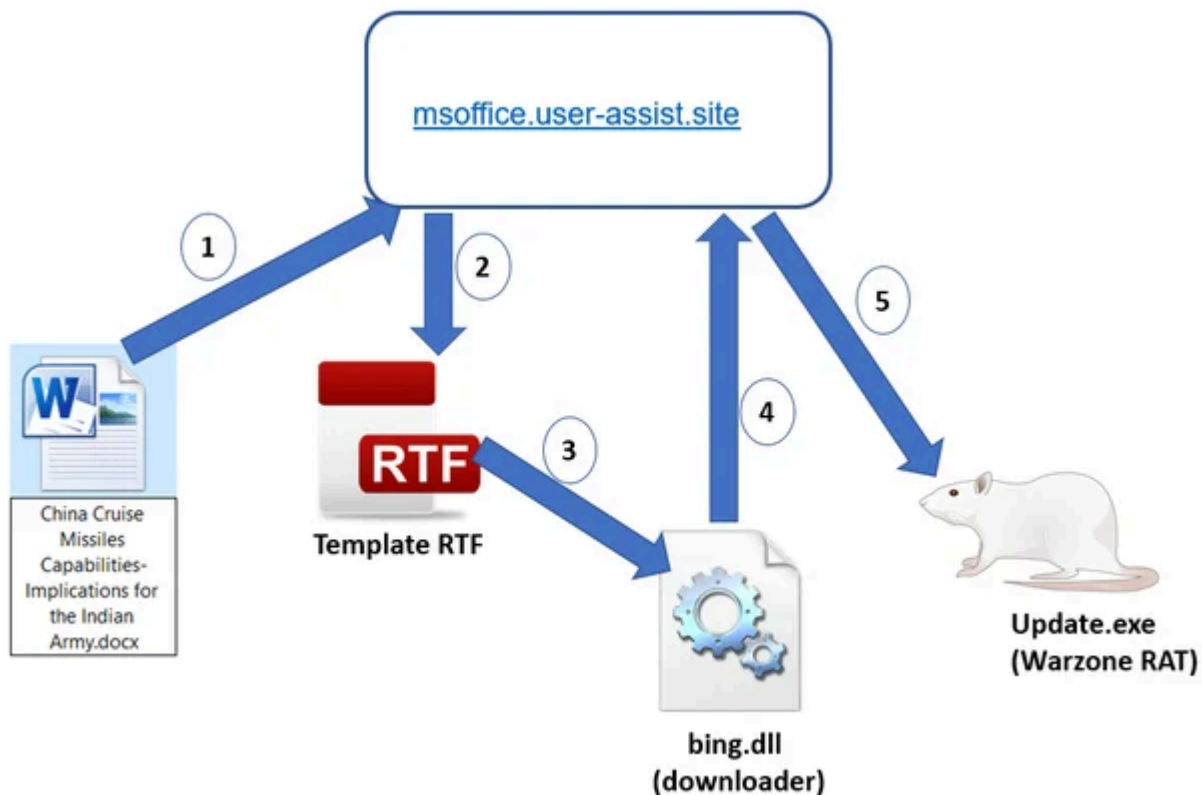 msoffice.user-assist.site
1
2
3
4
5
W
China Cruise
Missiles
Capabilities-
Implications for
the Indian
Army.docx
RTF
Template RTF
bing.dll
(downloader)
Update.exe
(Warzone RAT)